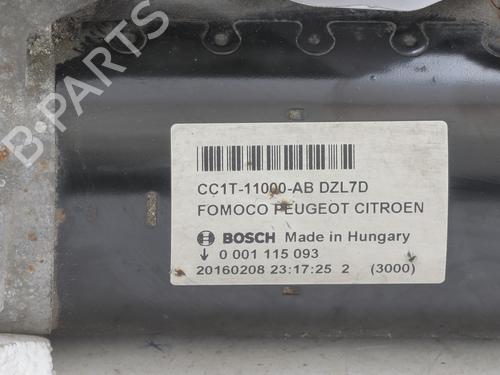 B-PARTS
CC1T-11000-AB DZL7D
FOMOCO PEUGEOT CITROEN
BOSCH Made in Hungary
↓ 0 001 115 093
20160208 23:17:25 2 (3000)